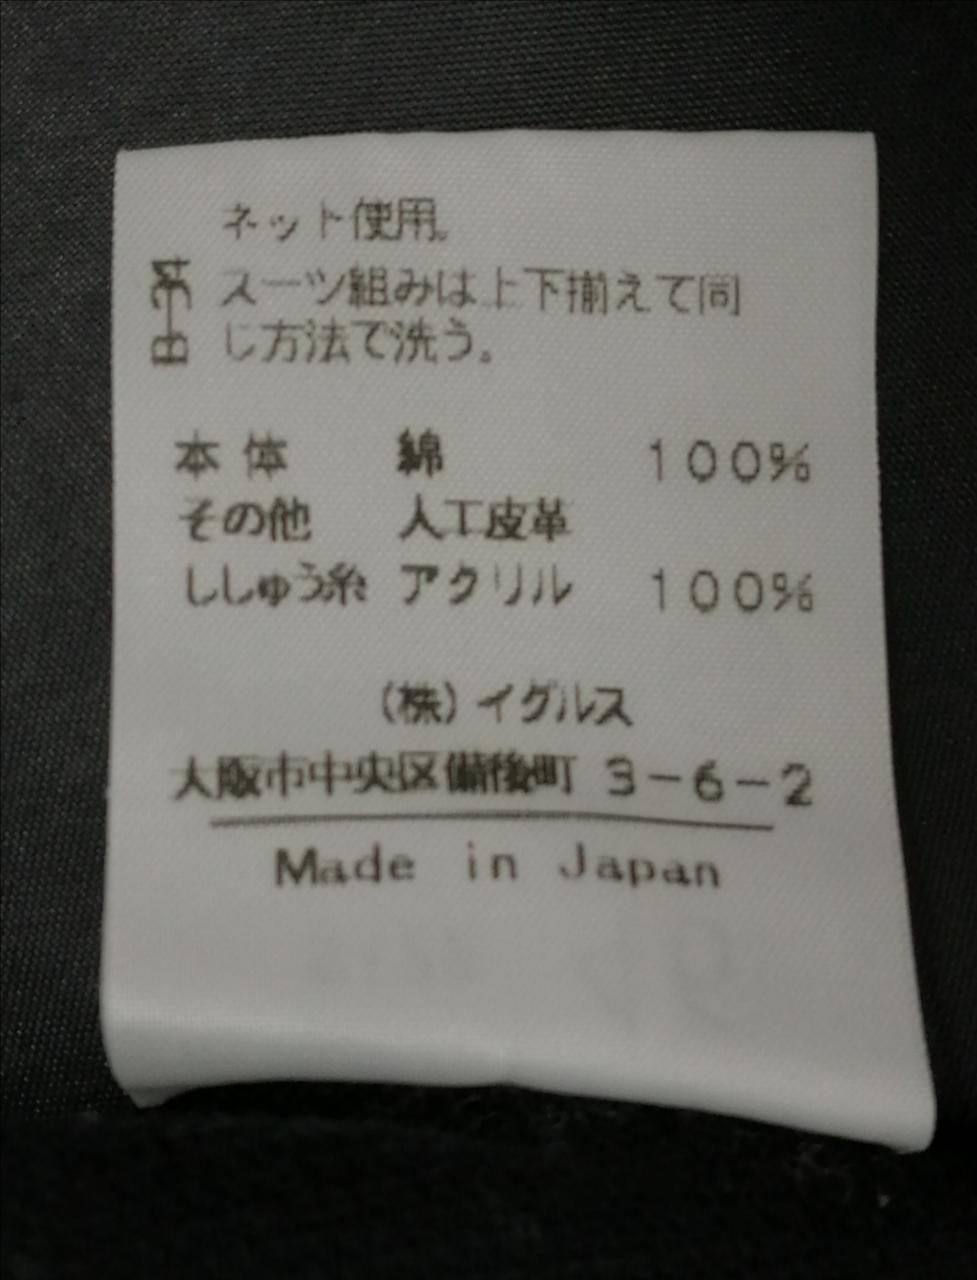 ネット使用。
スーツ組みは上下揃えて同
じ方法で洗う。
本体 綿 100%
その他 人工皮革
ししゅう糸 アクリル 100%
(株)イグルス
大阪市中央区備後町 3-6-2
Made in Japan